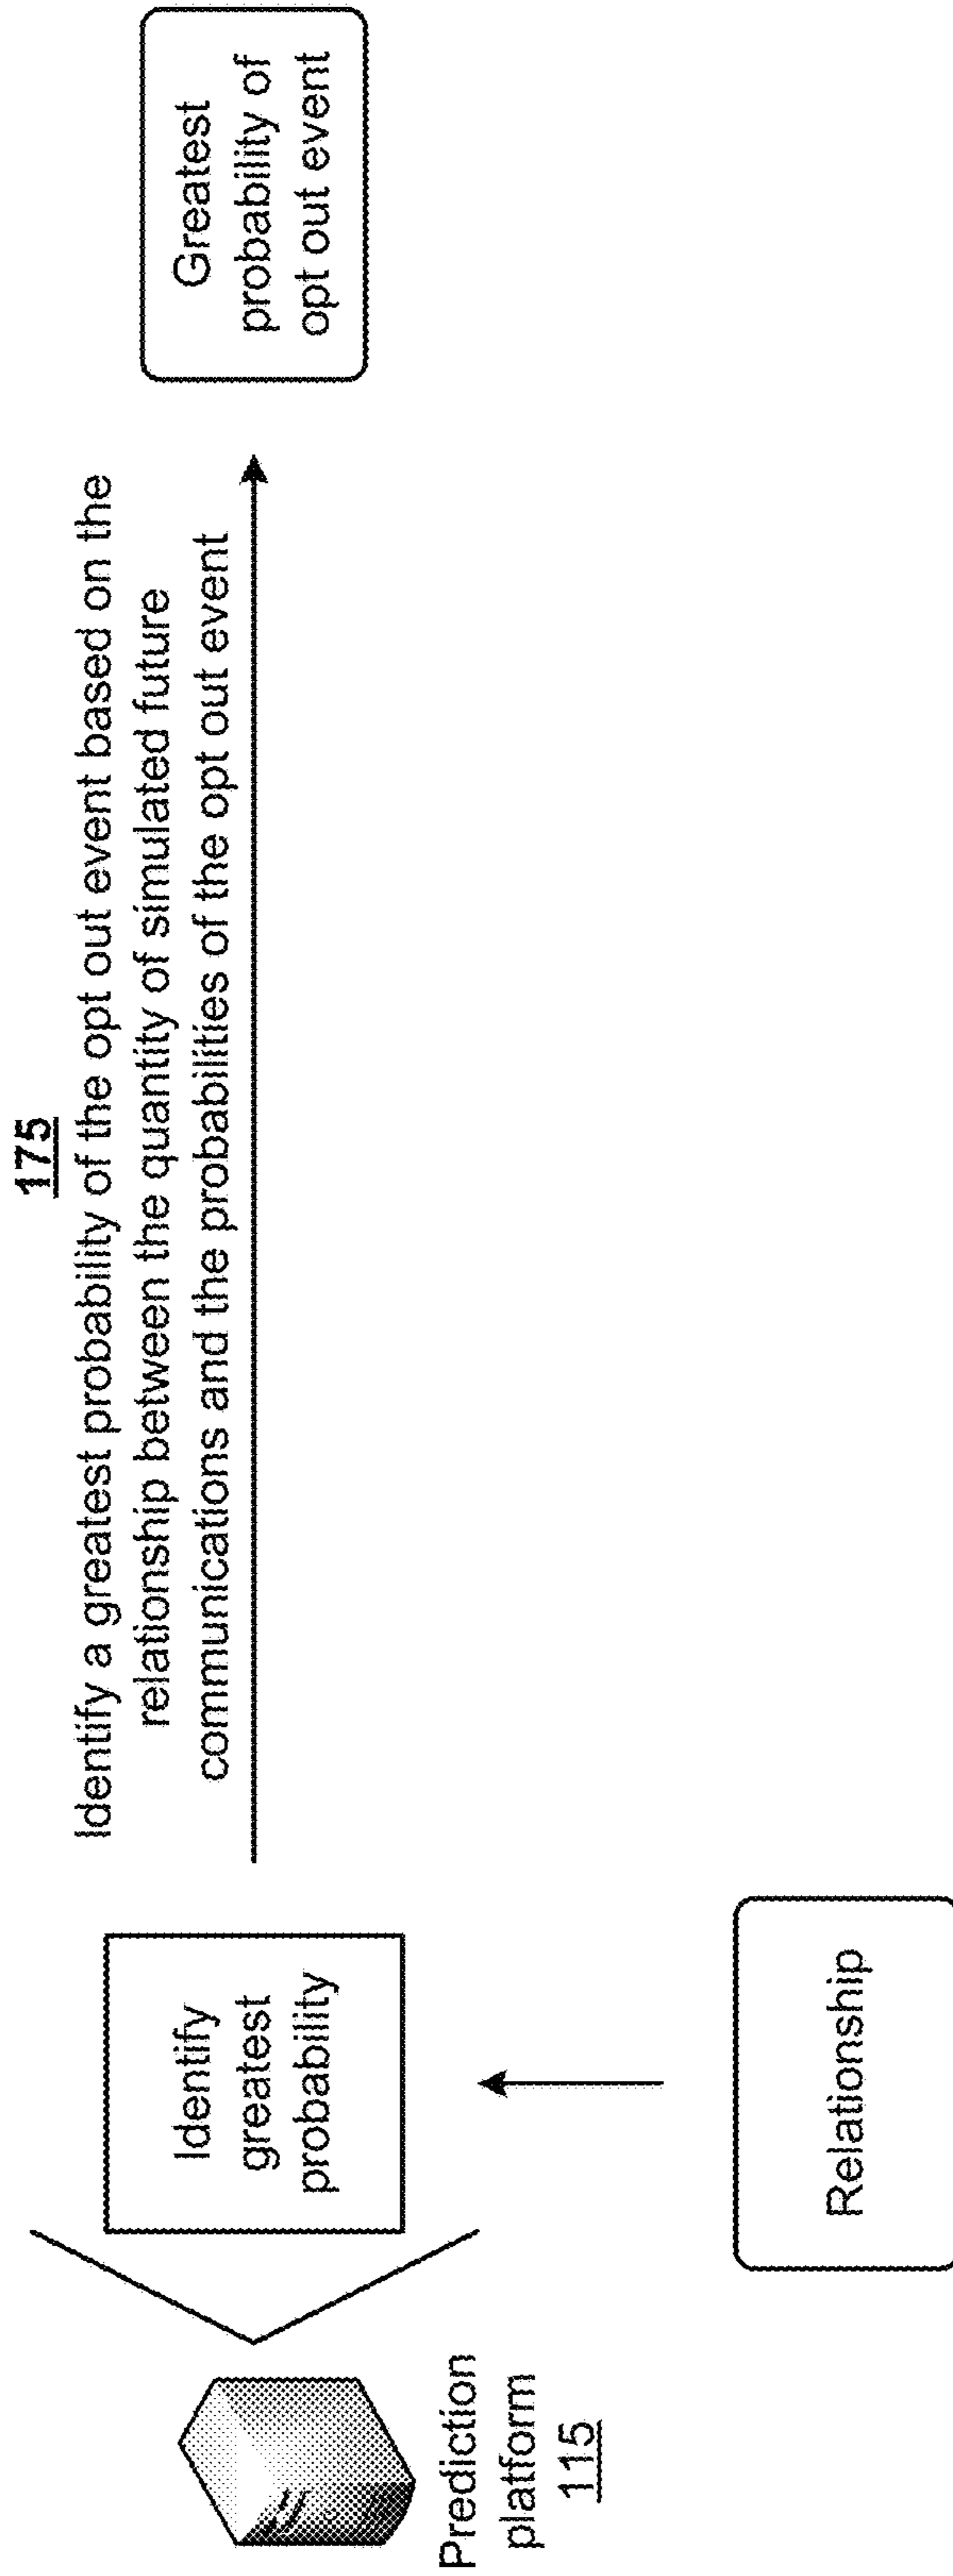 175
Identify a greatest probability of the opt out event based on the
relationship between the quantity of simulated future
communications and the probabilities of the opt out event
Identify
greatest
probability
Greatest
probability of
opt out event
Prediction
platform
115
Relationship